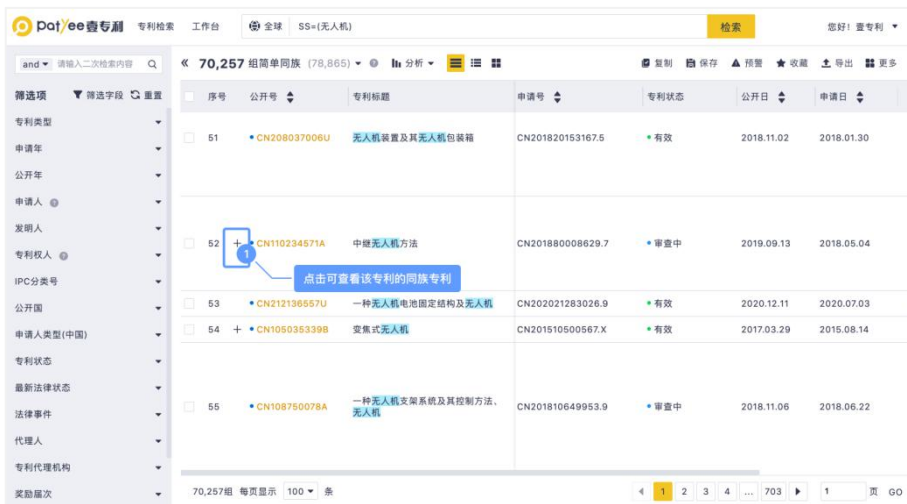 patyee壹专利 专利检索 工作台 全球 SS=(无人机) 检索 您好！壹专利
and 请输入二次检索内容
« 70,257 组简单同族 (78,865) 分析 复制 保存 预警 收藏 导出 更多
筛选项 筛选字段 重置
序号 公开号 专利标题 申请号 专利状态 公开日 申请日
专利类型
申请年
公开年
申请人
发明人
专利权人
IPC分类号
公开国
申请人类型(中国)
专利状态
最新法律状态
法律事件
代理人
专利代理机构
奖励届次
51 CN208037006U 无人机装置及其无人机包装箱 CN201820153167.5 有效 2018.11.02 2018.01.30
52 + CN110234571A 中继无人机方法 CN201880008629.7 审查中 2019.09.13 2018.05.04
1
点击可查看该专利的同族专利
53 CN212136557U 一种无人机电池固定结构及无人机 CN202021283026.9 有效 2020.12.11 2020.07.03
54 + CN105035339B 变焦式无人机 CN201510500567.X 有效 2017.03.29 2015.08.14
55 CN108750078A 一种无人机支架系统及其控制方法、 CN201810649953.9 审查中 2018.11.06 2018.06.22
无人机
70,257组 每页显示 100 条 1 2 3 4 ... 703 1 页 GO